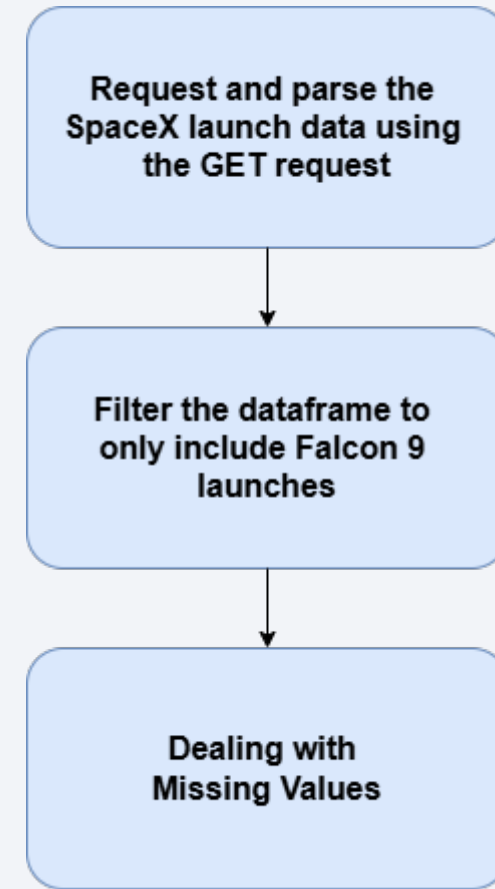 Request and parse the
SpaceX launch data using
the GET request
Filter the dataframe to
only include Falcon 9
launches
Dealing with
Missing Values